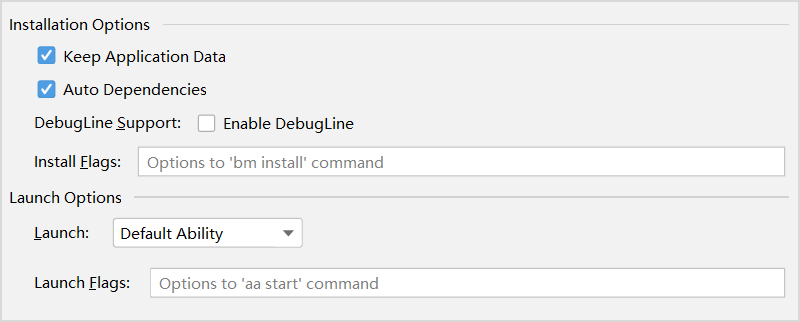 Installation Options
Keep Application Data
Auto Dependencies
DebugLine Support: Enable DebugLine
Install Flags: Options to 'bm install' command
Launch Options
Launch: Default Ability
Launch Flags: Options to 'aa start' command